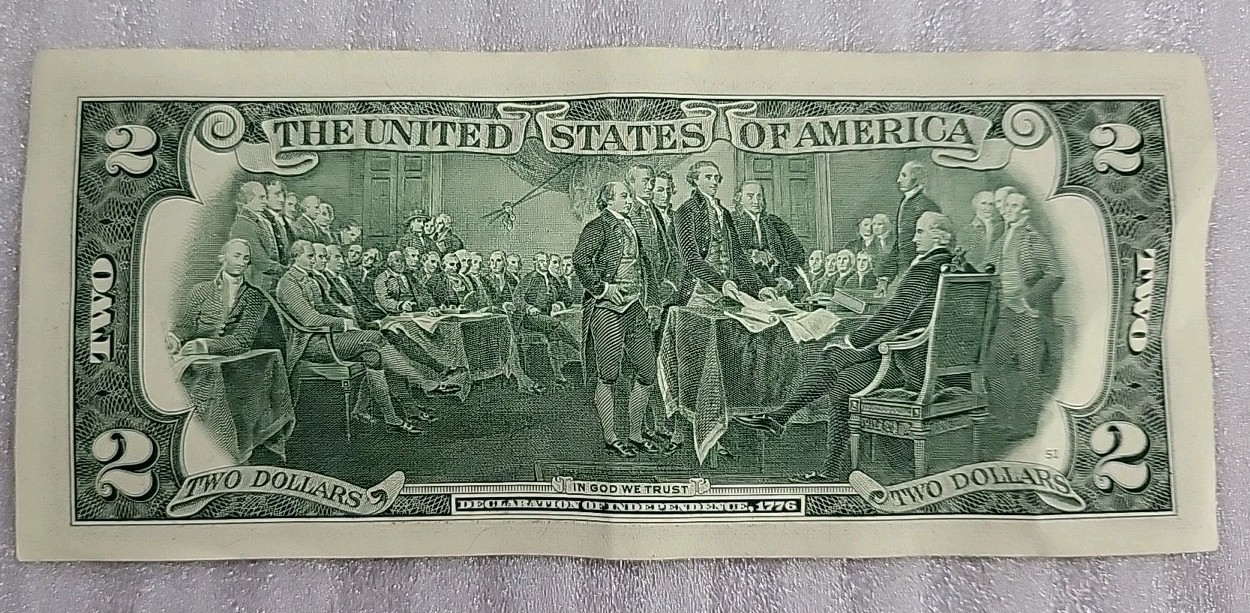 THE UNITED STATES OF AMERICA
2
2
TWO
TWO
51
2
2
TWO DOLLARS
TWO DOLLARS
IN GOD WE TRUST
DECLARATION OF INDEPENDENCE, 1776